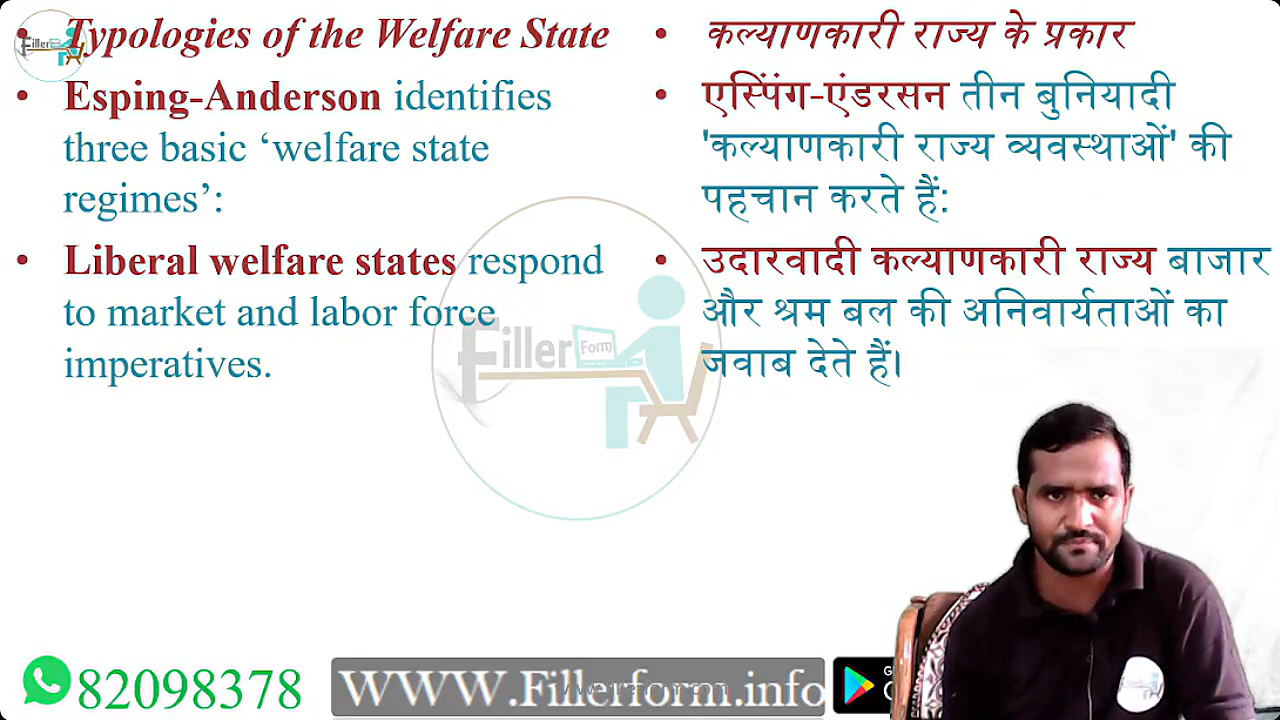 • Typologies of the Welfare State
• Esping-Anderson identifies
three basic ‘welfare state
regimes’:
• Liberal welfare states respond
to market and labor force
imperatives.
• कल्याणकारी राज्य के प्रकार
• एस्पिंग-एंडरसन तीन बुनियादी
'कल्याणकारी राज्य व्यवस्थाओं' की
पहचान करते हैं:
• उदारवादी कल्याणकारी राज्य बाजार
और श्रम बल की अनिवार्यताओं का
जवाब देते हैं।
Filler Form
82098378
WWW.Fillerform.info